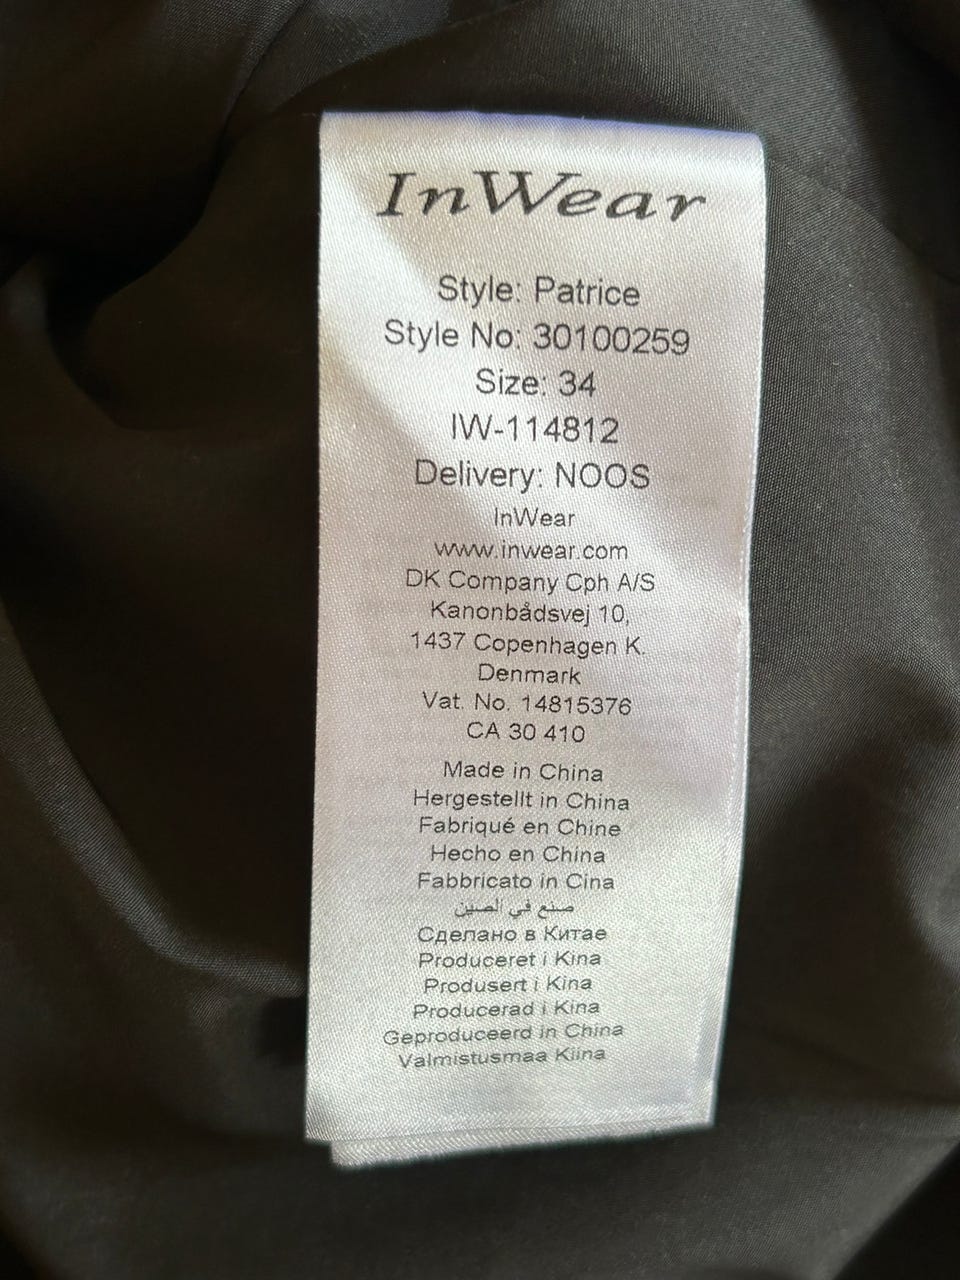 InWear
Style: Patrice
Style No: 30100259
Size: 34
IW-114812
Delivery: NOOS
InWear
www.inwear.com
DK Company Cph A/S
Kanonbådsvej 10,
1437 Copenhagen K.
Denmark
Vat. No. 14815376
CA 30 410
Made in China
Hergestellt in China
Fabriqué en Chine
Hecho en China
Fabbricato in Cina
صنع في الصين
Сделано в Китае
Produceret i Kina
Produsert i Kina
Producerad i Kina
Geproduceerd in China
Valmistusmaa Kiina